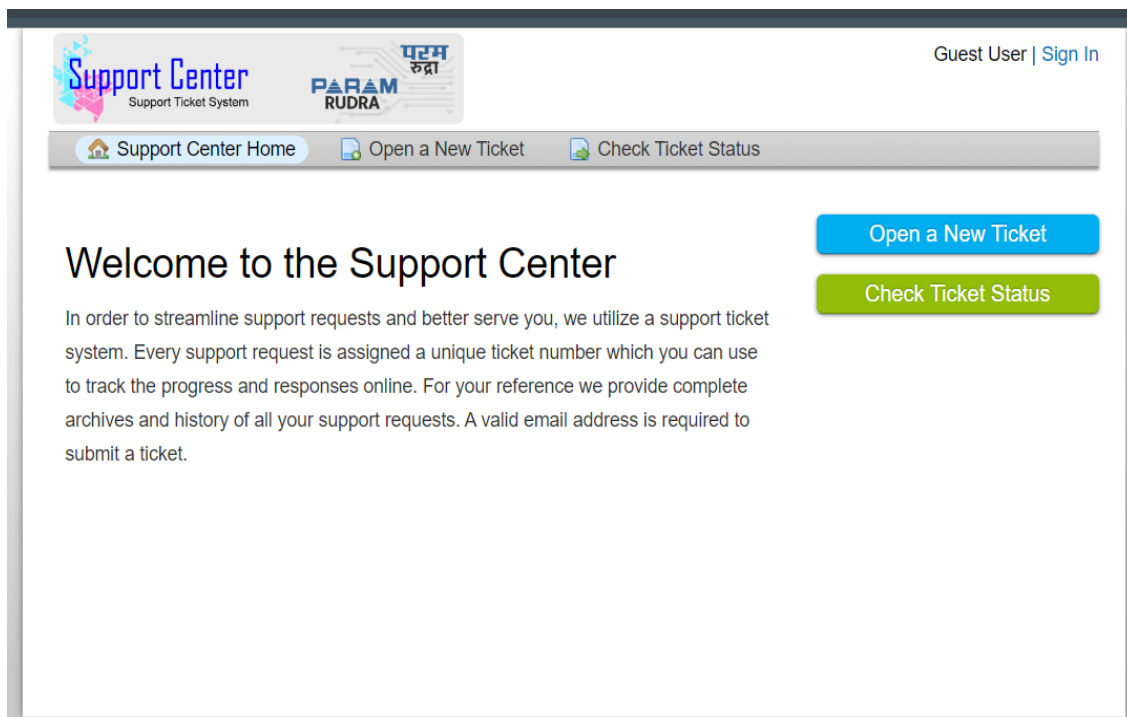 Support Center
Support Ticket System
परम
रुद्रा
PARAM
RUDRA
Guest User | Sign In
Support Center Home
Open a New Ticket
Check Ticket Status
Open a New Ticket
Check Ticket Status
Welcome to the Support Center
In order to streamline support requests and better serve you, we utilize a support ticket
system. Every support request is assigned a unique ticket number which you can use
to track the progress and responses online. For your reference we provide complete
archives and history of all your support requests. A valid email address is required to
submit a ticket.